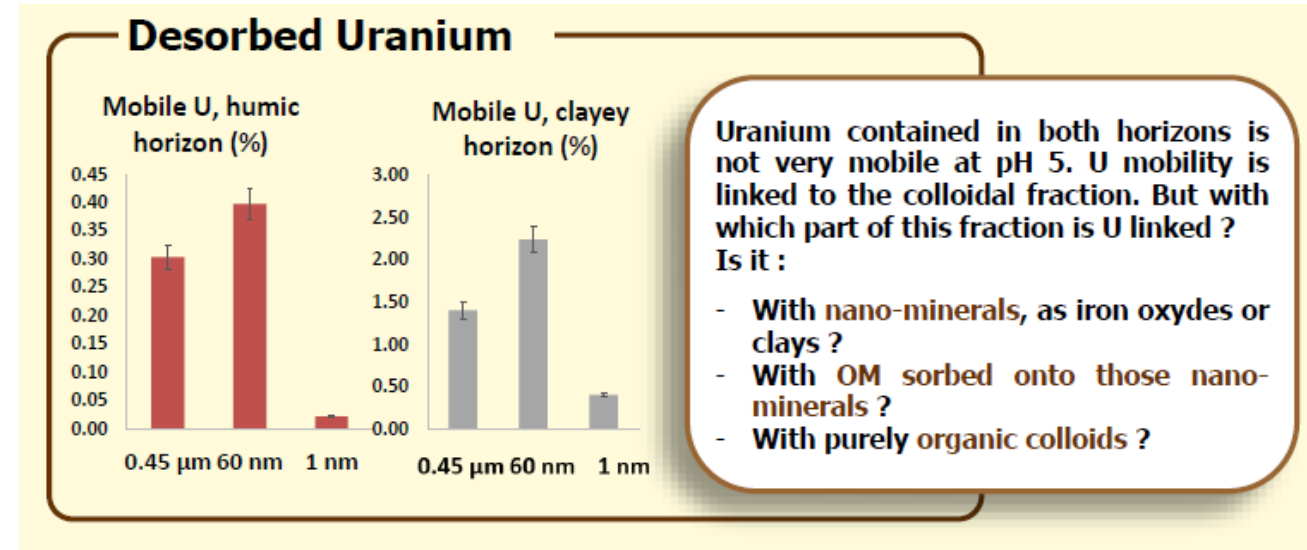 Desorbed Uranium
Mobile U, humic
horizon (%)
0.45
0.40
0.35
0.30
0.25
0.20
0.15
0.10
0.05
0.00
0.45 µm 60 nm 1 nm
Mobile U, clayey
horizon (%)
3.00
2.50
2.00
1.50
1.00
0.50
0.00
0.45 µm 60 nm 1 nm
Uranium contained in both horizons is
not very mobile at pH 5. U mobility is
linked to the colloidal fraction. But with
which part of this fraction is U linked ?
Is it :
- With nano-minerals, as iron oxydes or
clays ?
- With OM sorbed onto those nano-
minerals ?
- With purely organic colloids ?